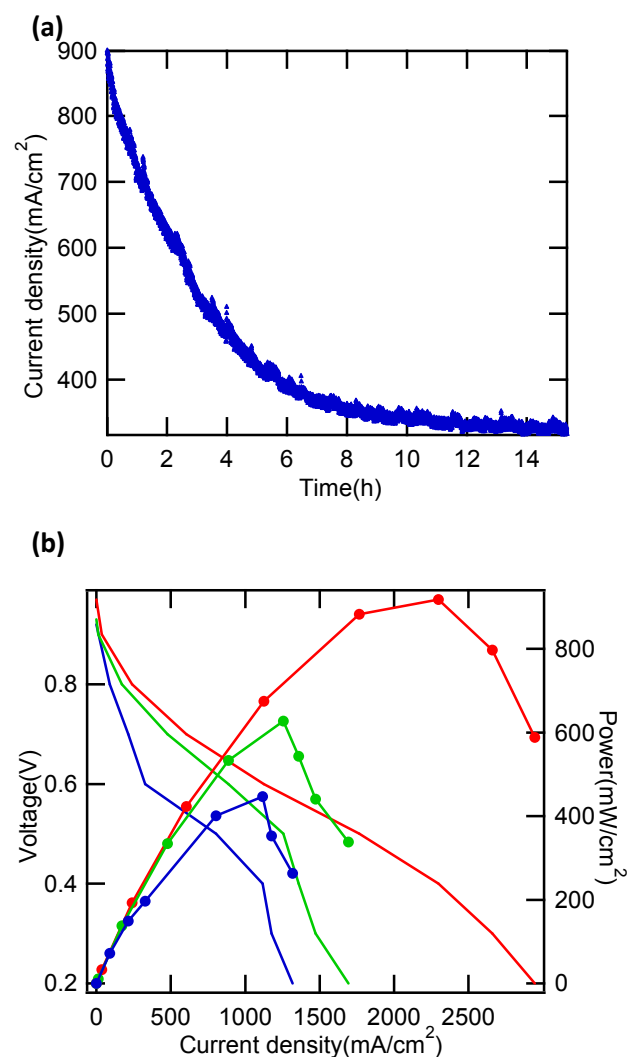 (a)
900
800
700
600
500
400
Current density(mA/cm²)
0 2 4 6 8 10 12 14
Time(h)
(b)
0.8
0.6
0.4
0.2
Voltage(V)
800
600
400
200
0
Power(mW/cm²)
0 500 1000 1500 2000 2500
Current density(mA/cm²)